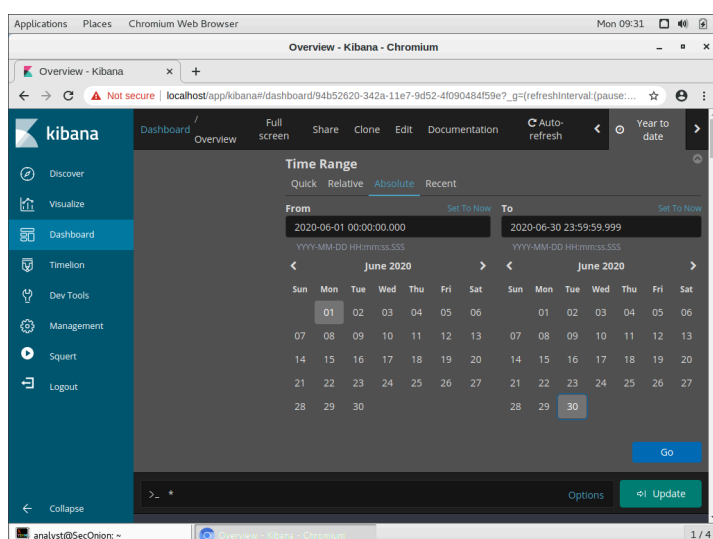 Applications Places Chromium Web Browser Mon 09:31
Overview - Kibana - Chromium
Overview - Kibana × +
Not secure | localhost/app/kibana#/dashboard/94b52620-342a-11e7-9d52-4f090484f59e?_g=(refreshInterval:(pause:...
kibana
Dashboard / Overview
Full screen
Share Clone Edit Documentation
Auto-refresh
Year to date
Discover
Visualize
Dashboard
Timelion
Dev Tools
Management
Squert
Logout
Collapse
Time Range
Quick Relative Absolute Recent
From Set To Now
2020-06-01 00:00:00.000
YYYY-MM-DD HH:mm:ss.SSS
June 2020
Sun Mon Tue Wed Thu Fri Sat
01 02 03 04 05 06
07 08 09 10 11 12 13
14 15 16 17 18 19 20
21 22 23 24 25 26 27
28 29 30
To Set To Now
2020-06-30 23:59:59.999
YYYY-MM-DD HH:mm:ss.SSS
June 2020
Sun Mon Tue Wed Thu Fri Sat
01 02 03 04 05 06
07 08 09 10 11 12 13
14 15 16 17 18 19 20
21 22 23 24 25 26 27
28 29 30
Go
>_ *
Options
Update
analyst@SecOnion: ~
Overview - Kibana - Chromium
1 / 4